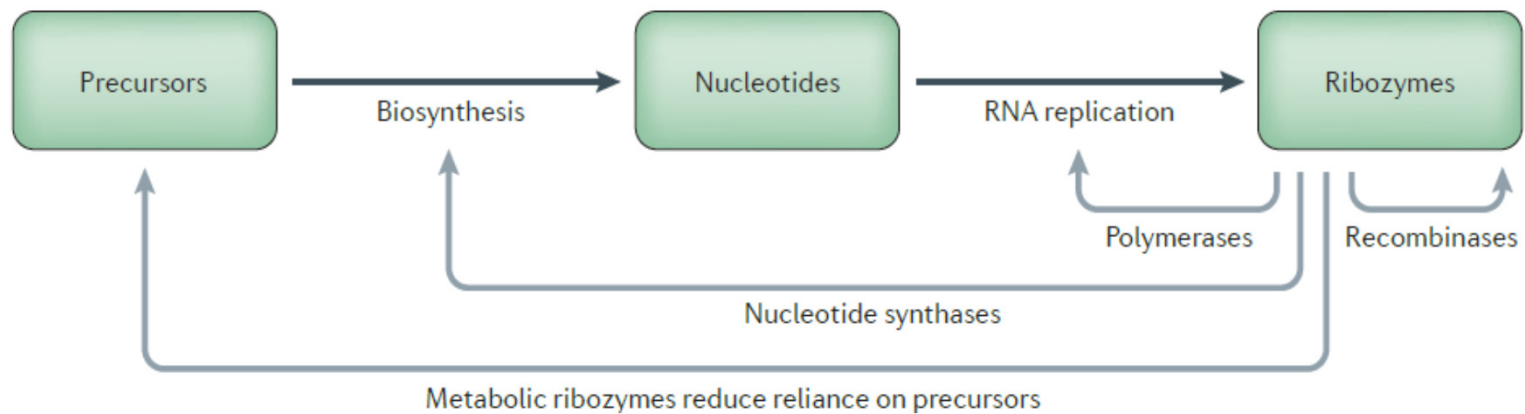 Precursors
Biosynthesis
Nucleotides
RNA replication
Ribozymes
Polymerases
Recombinases
Nucleotide synthases
Metabolic ribozymes reduce reliance on precursors